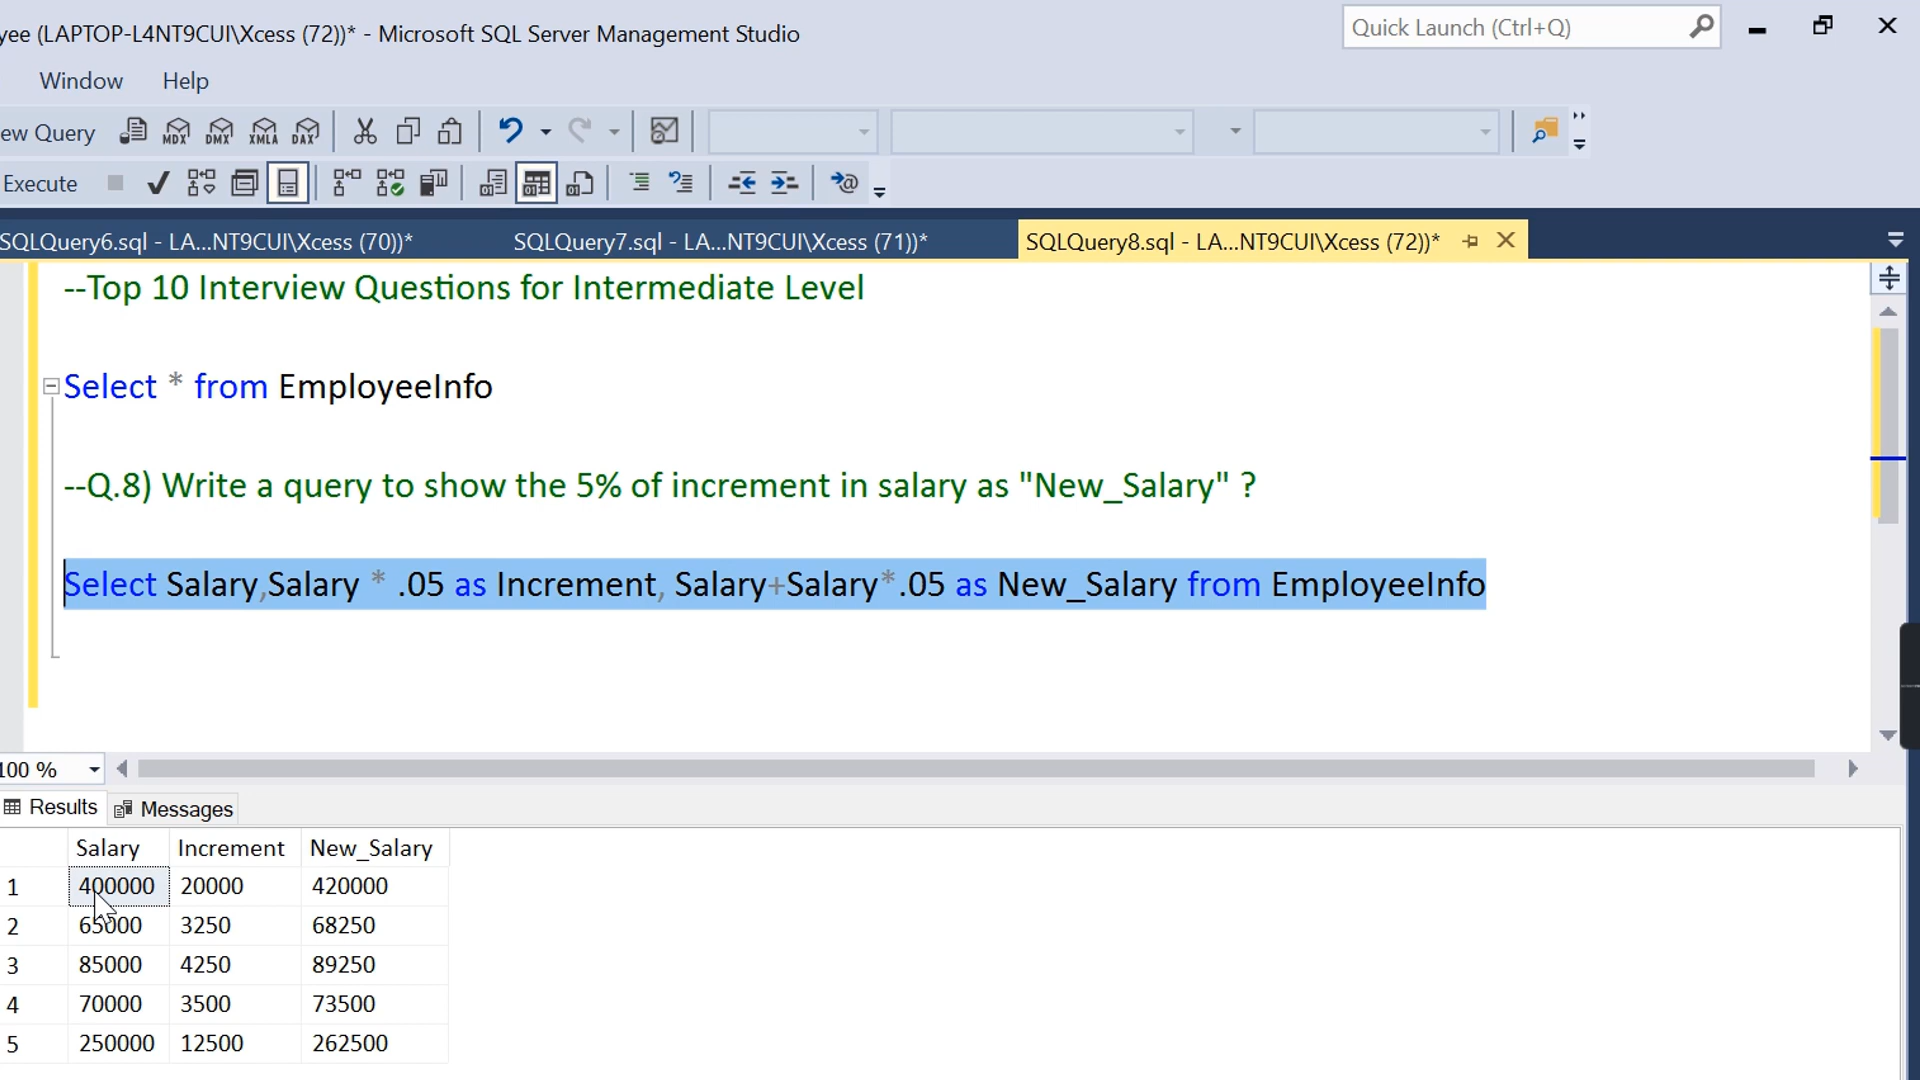 yee (LAPTOP-L4NT9CUI\Xcess (72))* - Microsoft SQL Server Management Studio
Quick Launch (Ctrl+Q)
Window Help
ew Query MDX DMX XMLA DAX
Execute
SQLQuery6.sql - LA...NT9CUI\Xcess (70))* SQLQuery7.sql - LA...NT9CUI\Xcess (71))* SQLQuery8.sql - LA...NT9CUI\Xcess (72))*
--Top 10 Interview Questions for Intermediate Level
Select * from EmployeeInfo
--Q.8) Write a query to show the 5% of increment in salary as "New_Salary" ?
Select Salary,Salary * .05 as Increment, Salary+Salary*.05 as New_Salary from EmployeeInfo
100 %
Results Messages
Salary Increment New_Salary
1 400000 20000 420000
2 65000 3250 68250
3 85000 4250 89250
4 70000 3500 73500
5 250000 12500 262500